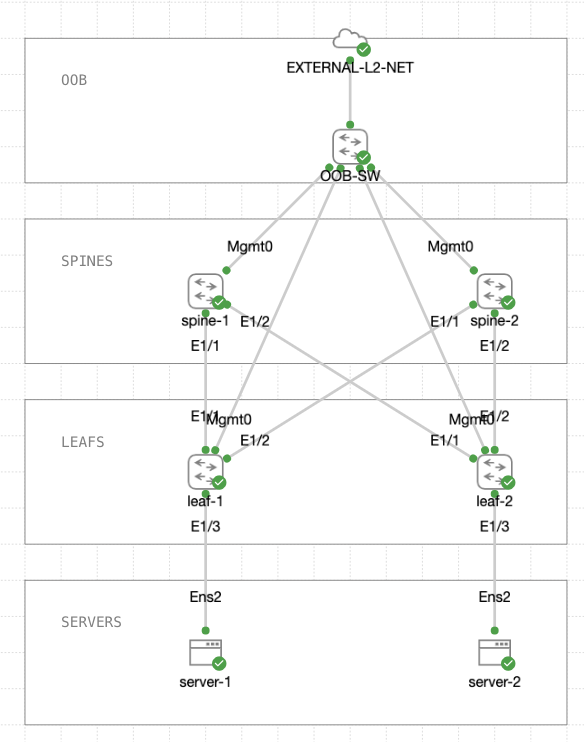 OOB
EXTERNAL-L2-NET
OOB-SW
SPINES
Mgmt0
Mgmt0
spine-1
E1/2
E1/1
spine-2
E1/1
E1/2
LEAFS
E1/1
Mgmt0
Mgmt0
E1/2
E1/2
E1/1
leaf-1
leaf-2
E1/3
E1/3
SERVERS
Ens2
Ens2
server-1
server-2